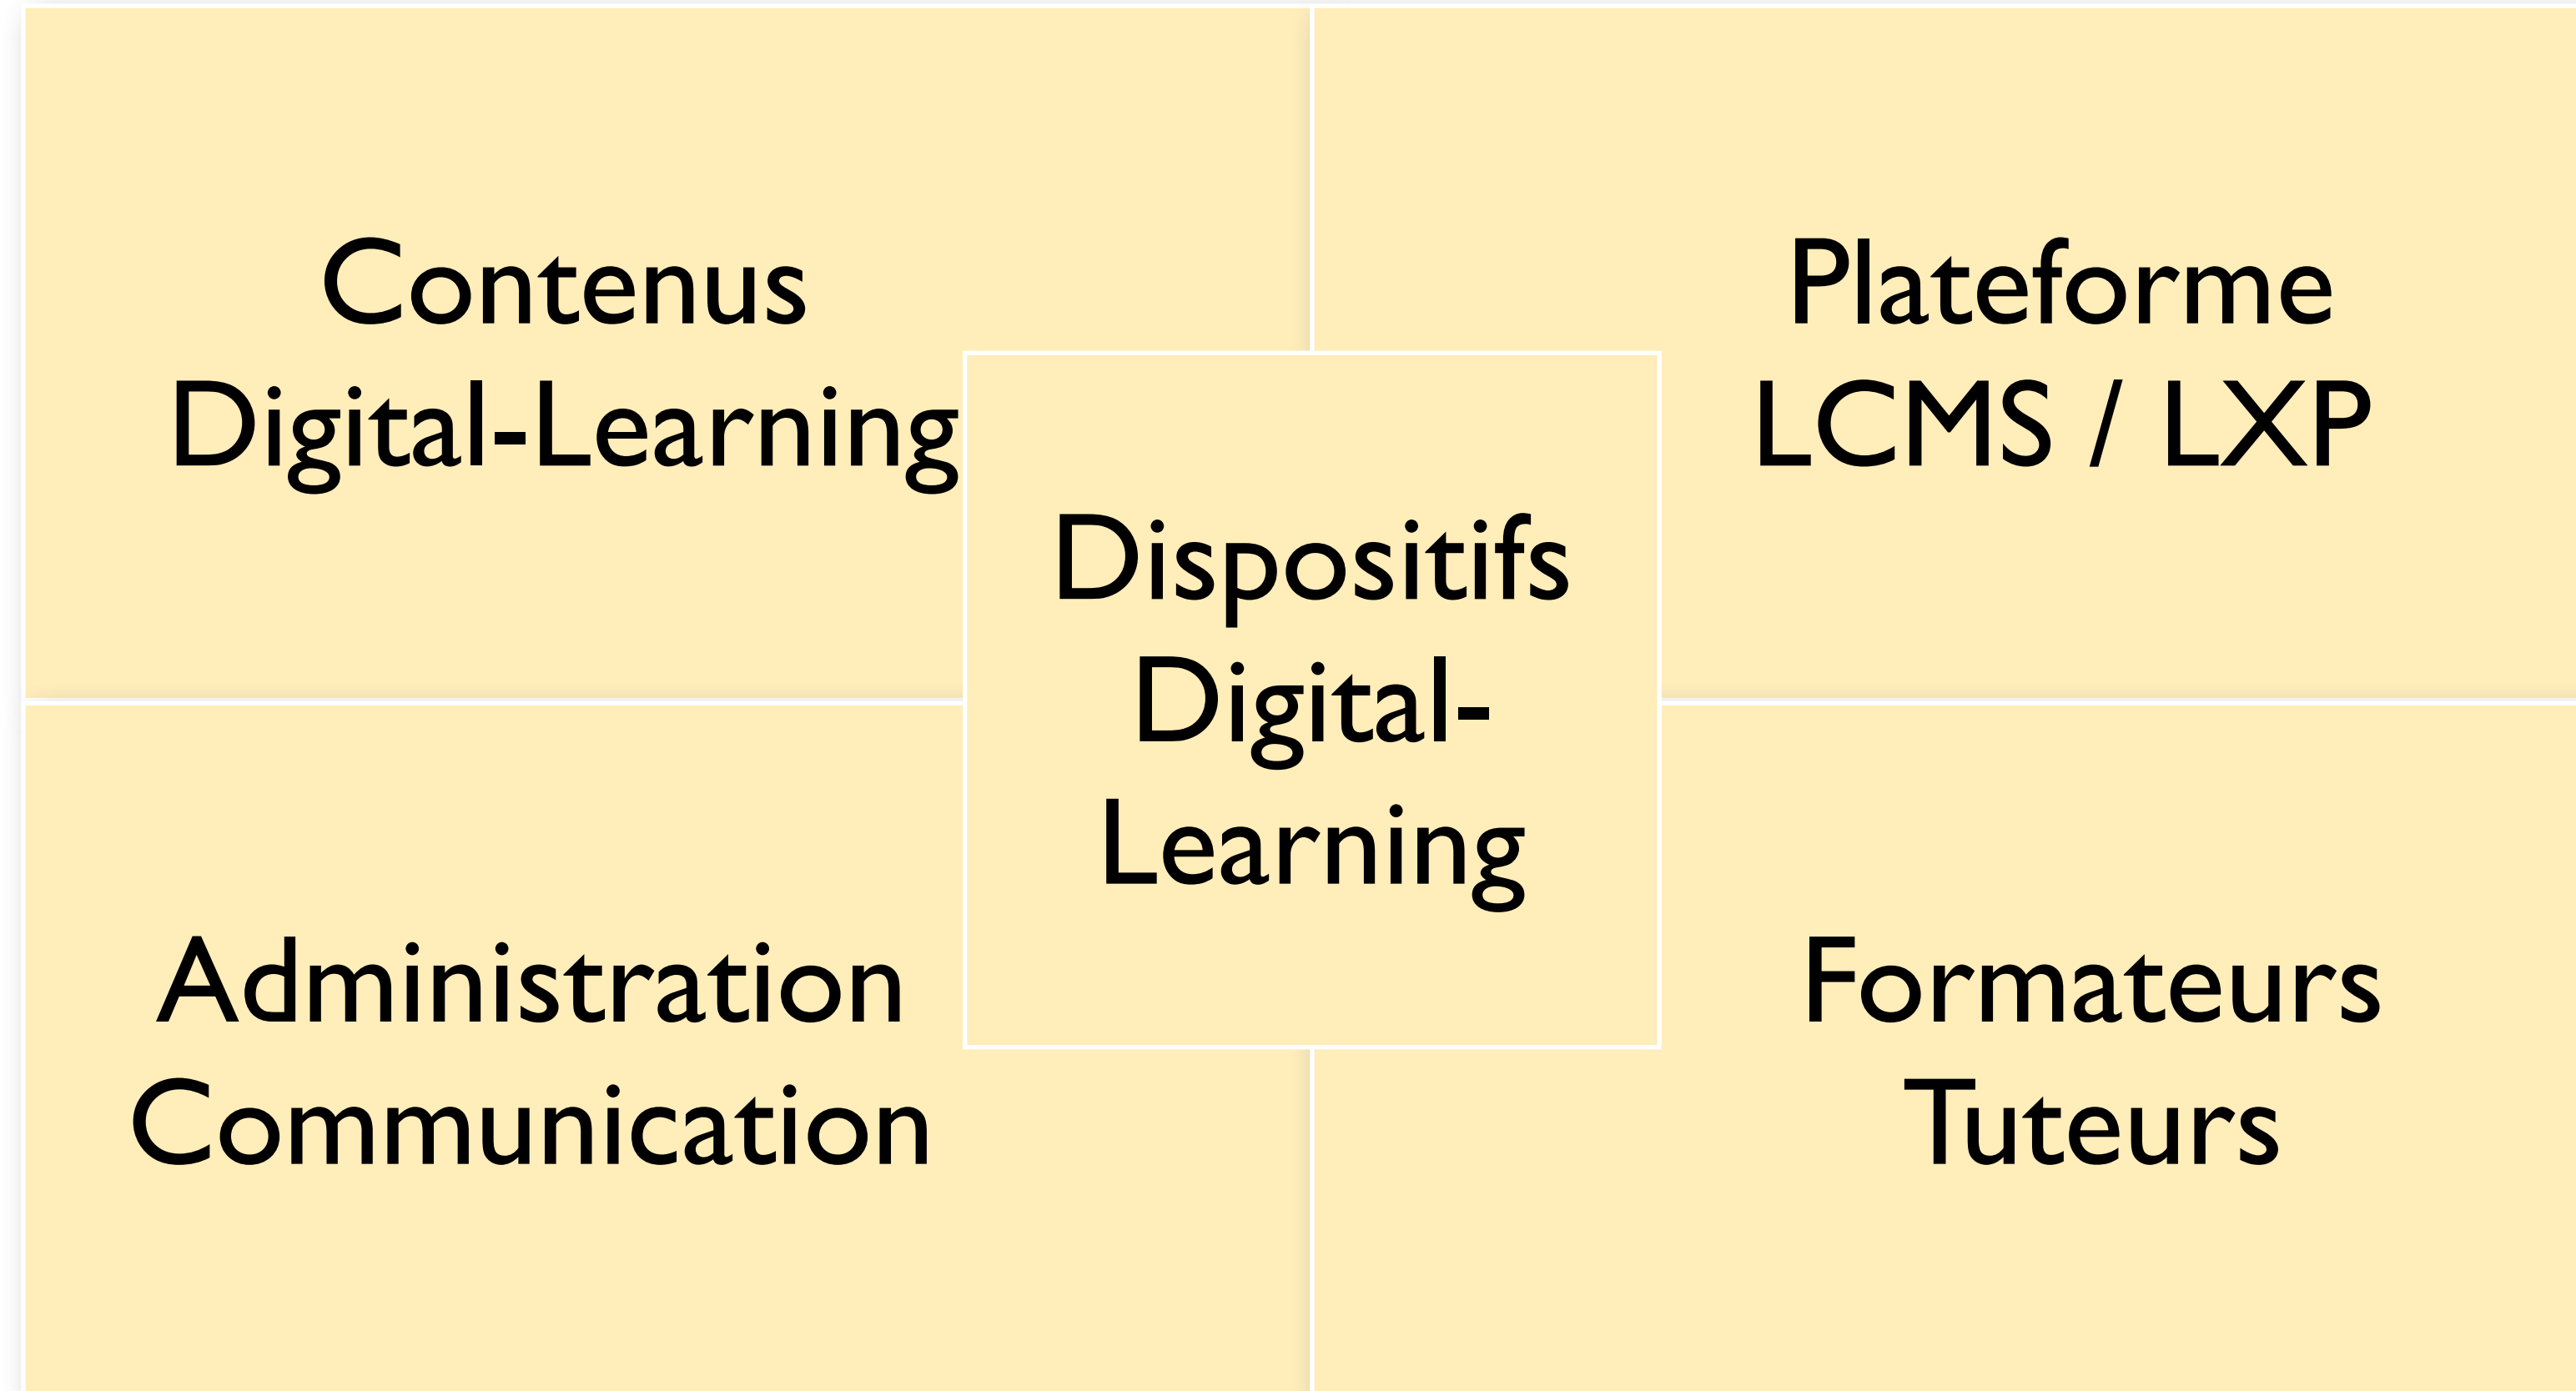 Contenus
Digital-Learning
Plateforme
LCMS / LXP
Dispositifs
Digital-
Learning
Administration
Communication
Formateurs
Tuteurs